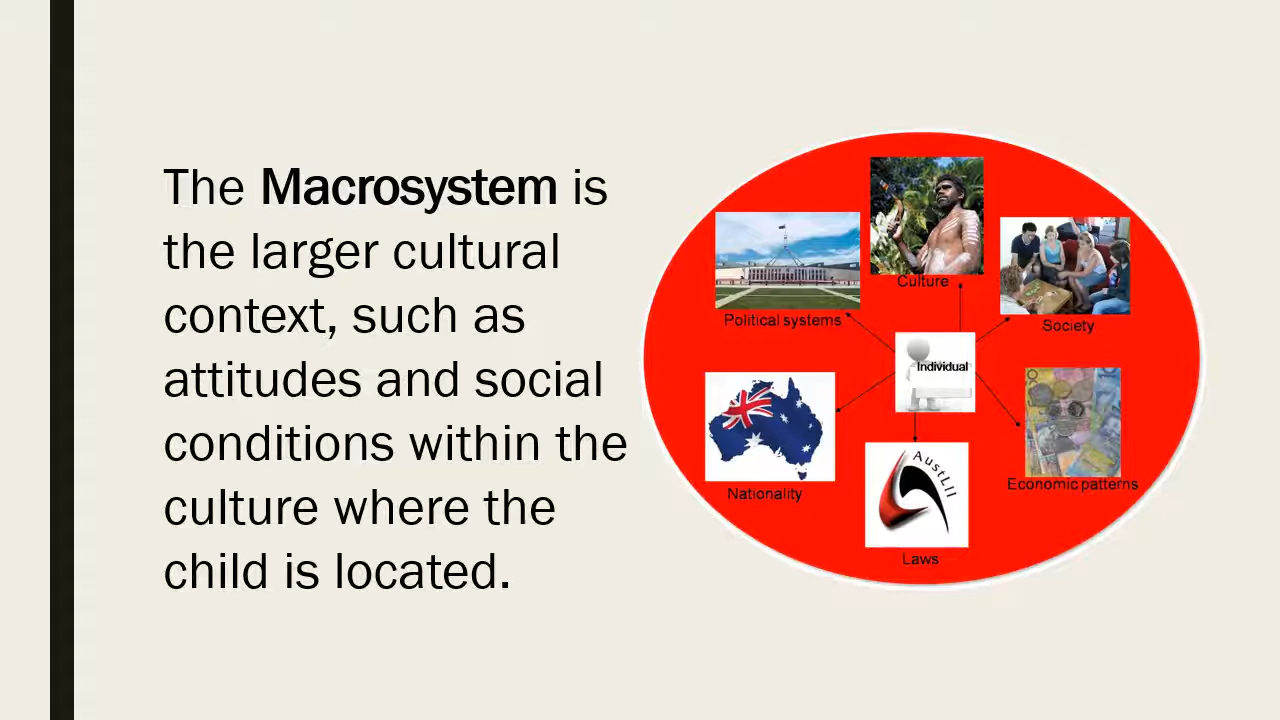 The Macrosystem is
the larger cultural
context, such as
attitudes and social
conditions within the
culture where the
child is located.
Culture
Political systems
Society
Individual
Nationality
AustLII
Economic patterns
Laws